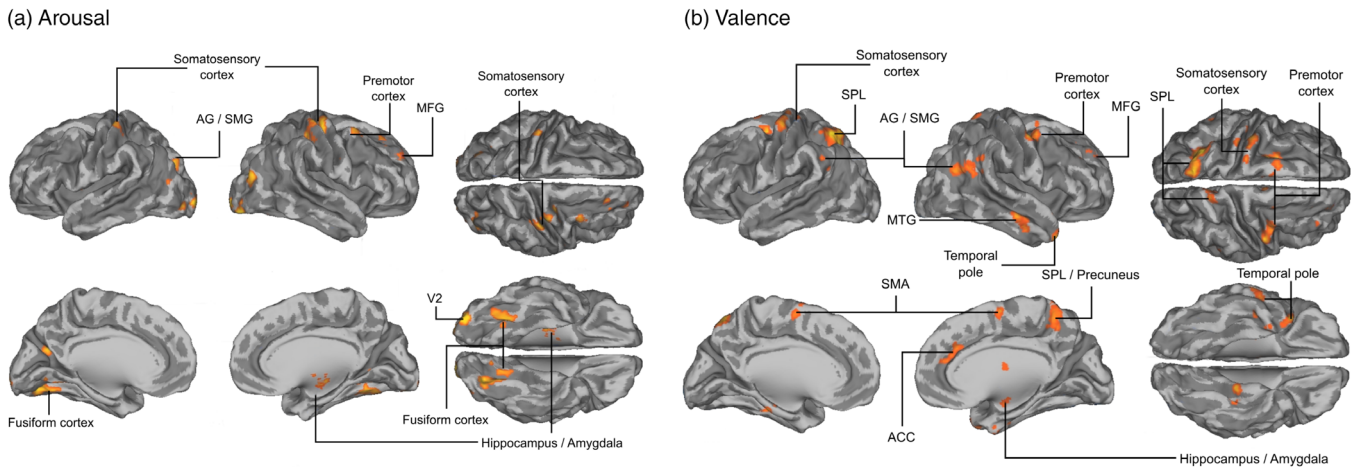 (a) Arousal
Somatosensory
cortex
Premotor
cortex
MFG
AG / SMG
Somatosensory
cortex
V2
Fusiform cortex
Fusiform cortex
Hippocampus / Amygdala
(b) Valence
Somatosensory
cortex
SPL
AG / SMG
Premotor
cortex
MFG
Somatosensory
cortex
Premotor
cortex
SPL
MTG
Temporal
pole
SMA
SPL / Precuneus
Temporal pole
ACC
Hippocampus / Amygdala